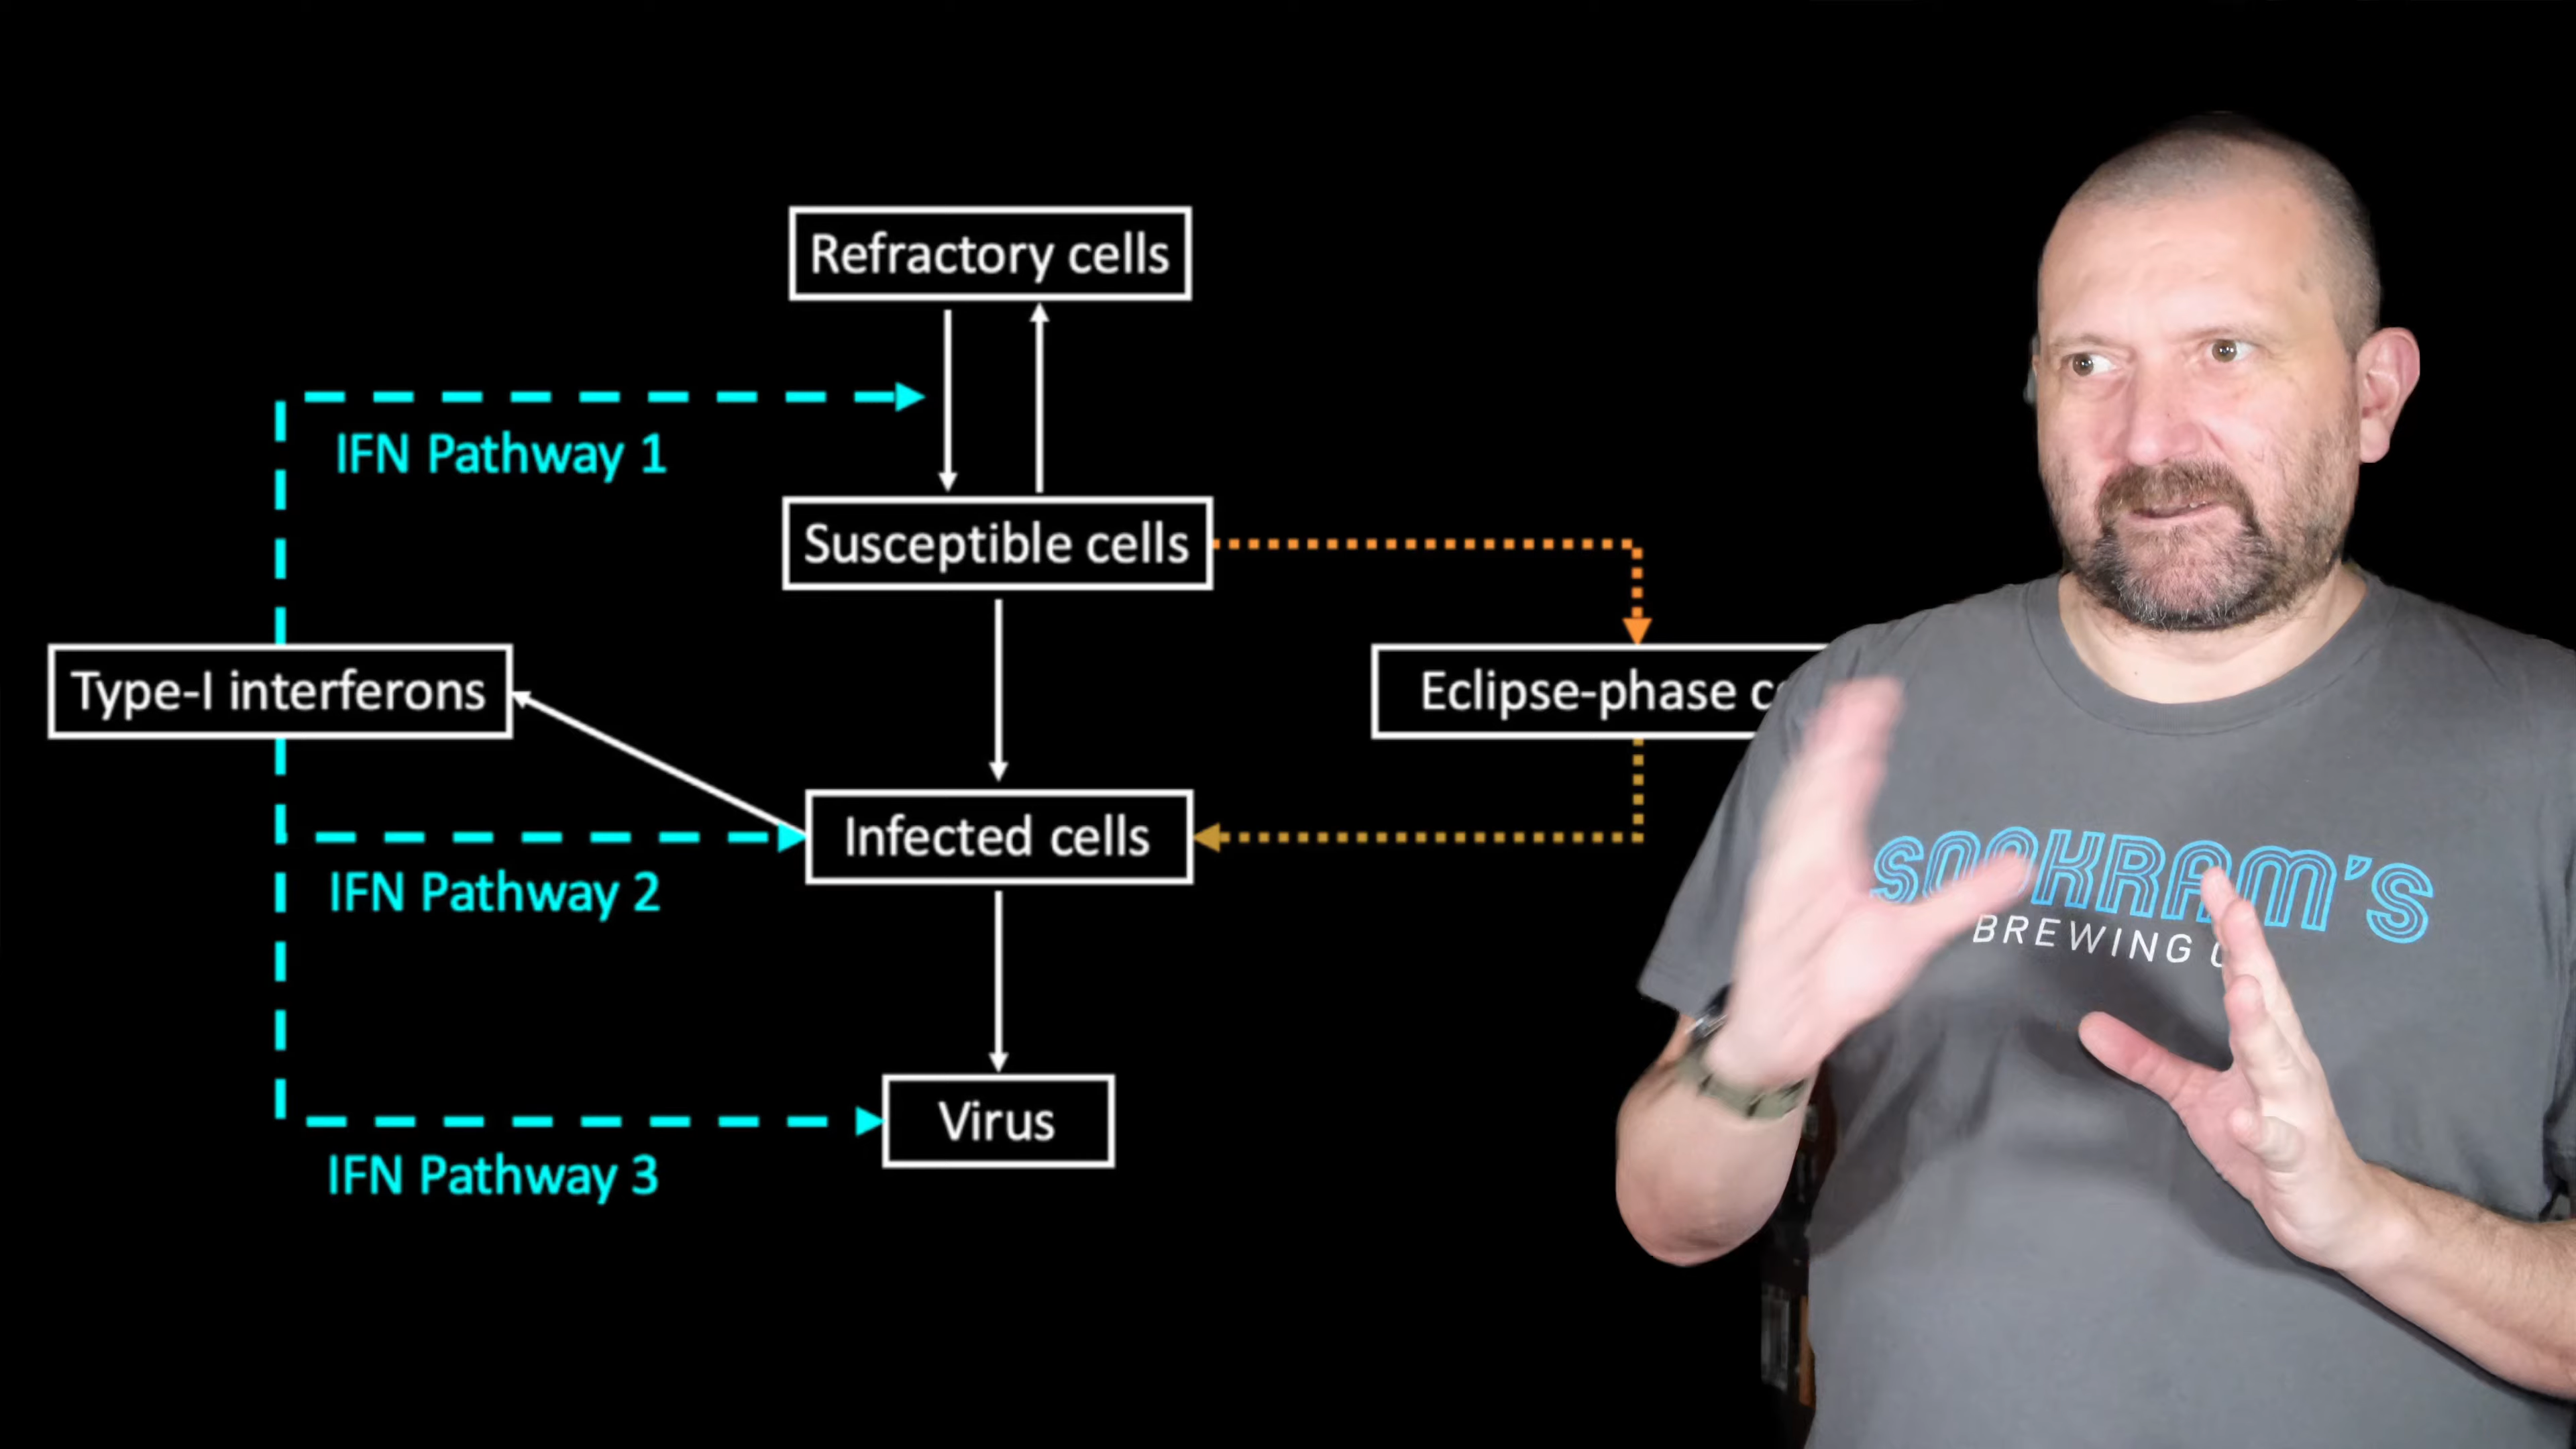 Refractory cells
IFN Pathway 1
Susceptible cells
Type-I interferons
Eclipse-phase
Infected cells
IFN Pathway 2
Virus
IFN Pathway 3
SOOKRAM'S
BREWING